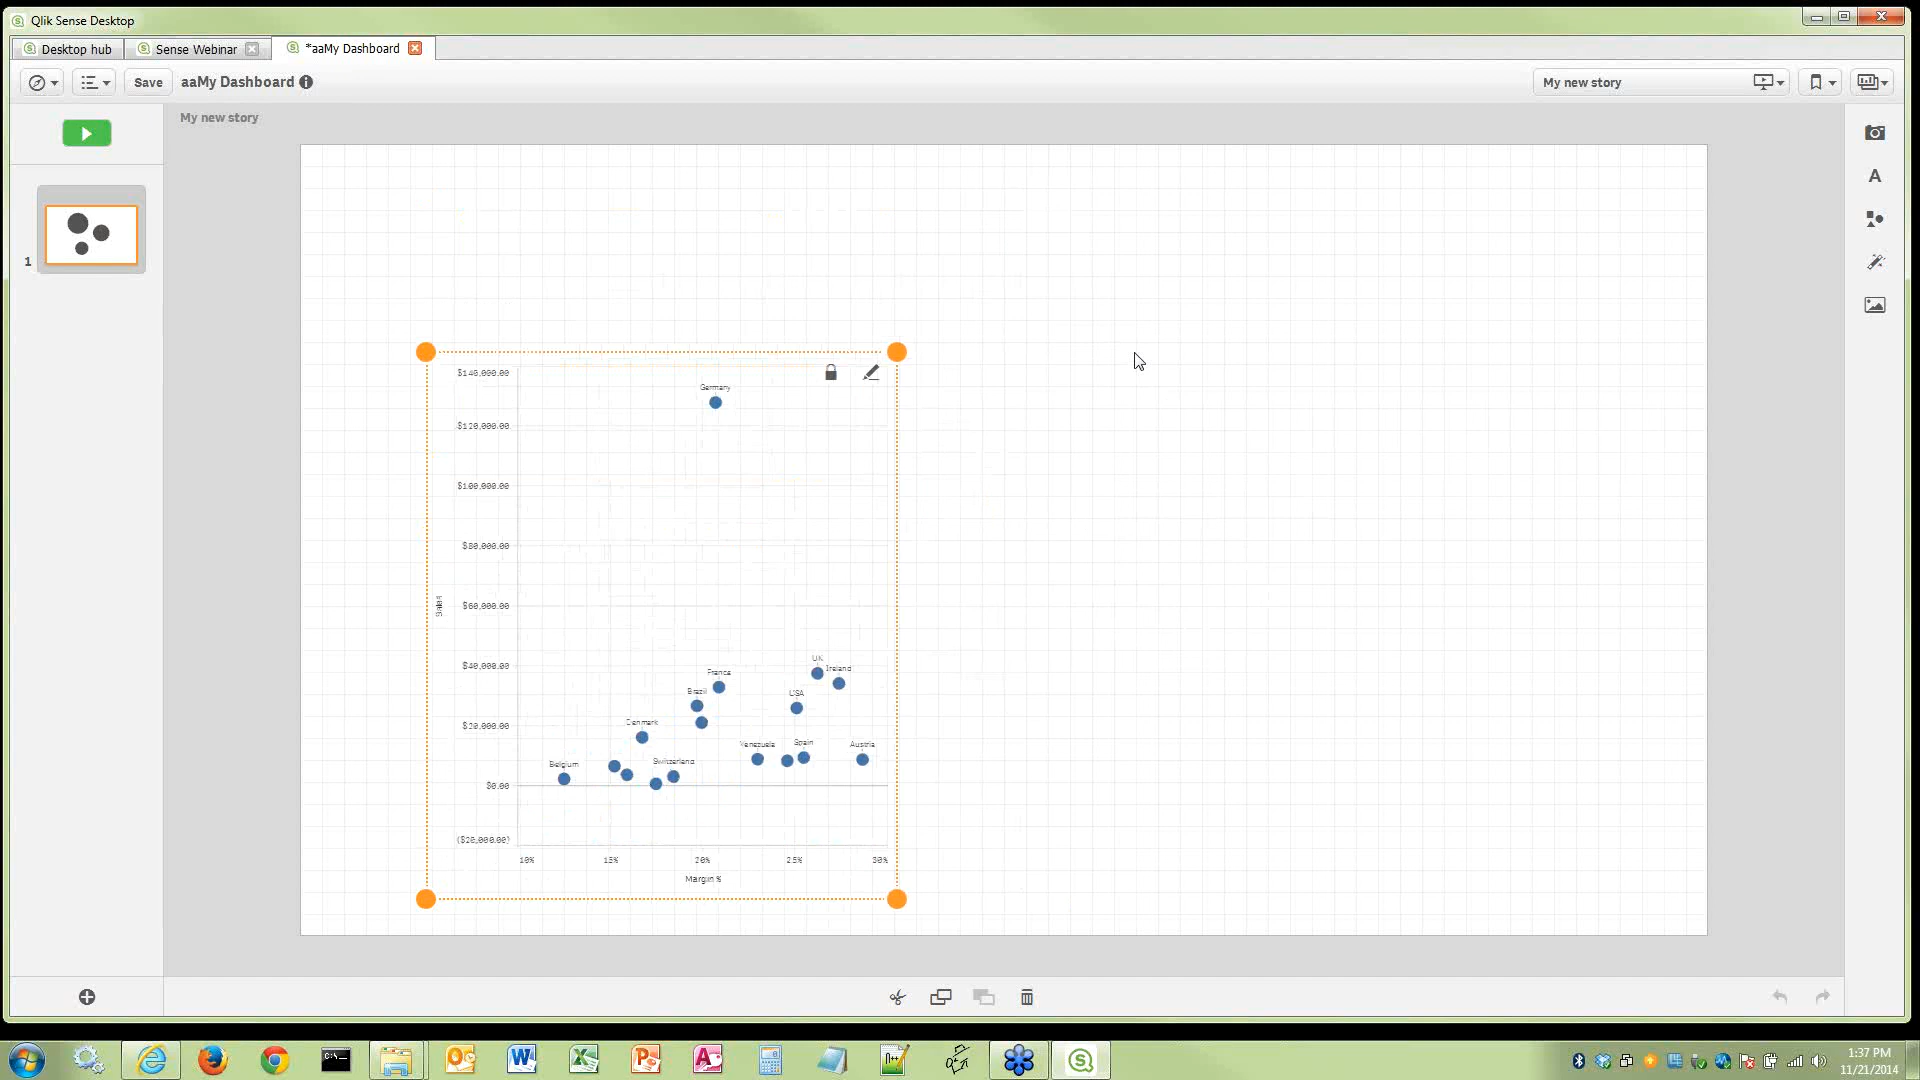 Qlik Sense Desktop
Desktop hub
Sense Webinar
*aaMy Dashboard
Save
aaMy Dashboard
My new story
My new story
1
A
$140,000.00
Germany
$120,000.00
$100,000.00
$80,000.00
Sales
$60,000.00
UK
$40,000.00
Ireland
France
Brazil
USA
$20,000.00
Denmark
Venezuela
Spain
Austria
Belgium
Switzerland
$0.00
($20,000.00)
10%
15%
20%
25%
30%
Margin %
1:37 PM
11/21/2014